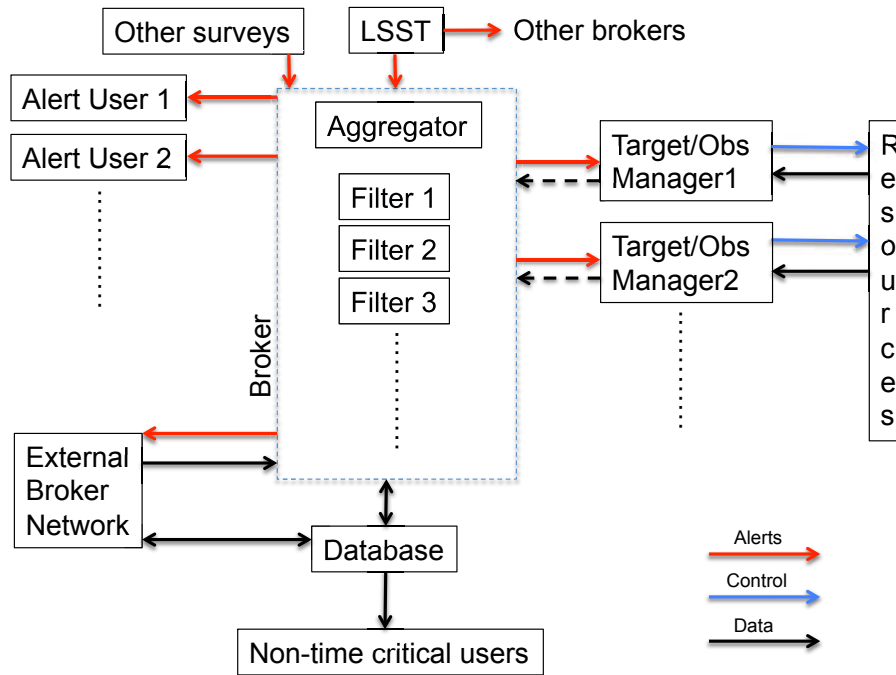 Other surveys
LSST
Other brokers
Alert User 1
Alert User 2
Aggregator
Filter 1
Filter 2
Filter 3
Broker
Target/Obs
Manager1
Target/Obs
Manager2
Resources
External
Broker
Network
Database
Non-time critical users
Alerts
Control
Data